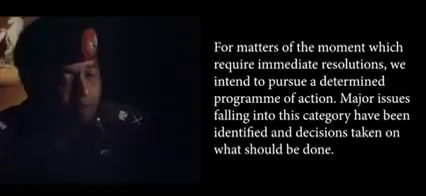 For matters of the moment which
require immediate resolutions, we
intend to pursue a determined
programme of action. Major issues
falling into this category have been
identified and decisions taken on
what should be done.